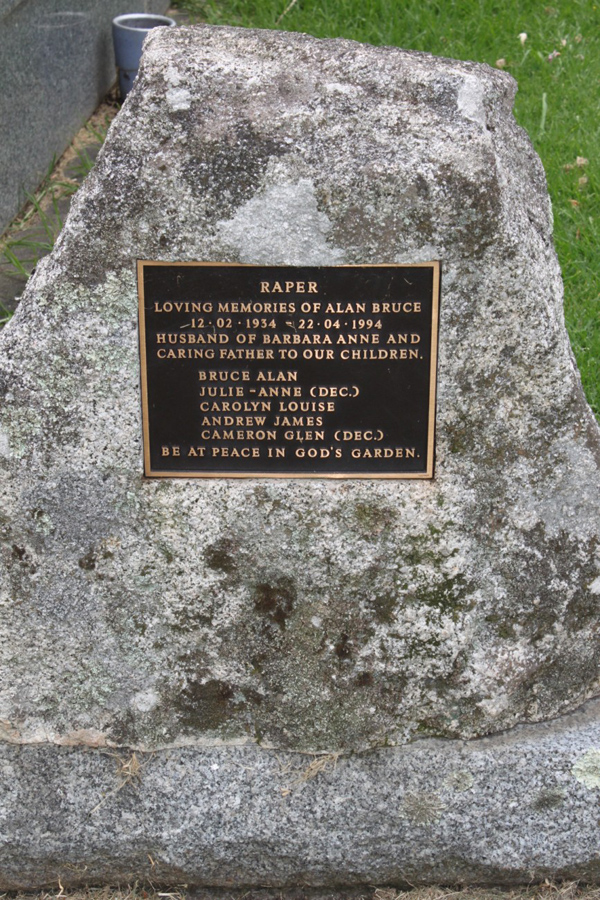 RAPER
LOVING MEMORIES OF ALAN BRUCE
12·02·1934 - 22·04·1994
HUSBAND OF BARBARA ANNE AND
CARING FATHER TO OUR CHILDREN.
BRUCE ALAN
JULIE-ANNE (DEC.)
CAROLYN LOUISE
ANDREW JAMES
CAMERON GLEN (DEC.)
BE AT PEACE IN GOD'S GARDEN.